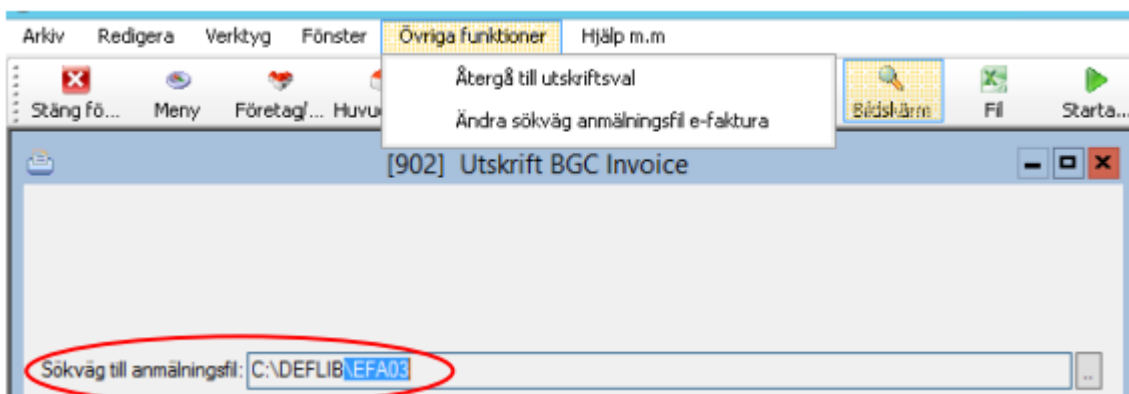 Arkiv Redigera Verktyg Fönster Övriga funktioner Hjälp m.m
Återgå till utskriftsval
Ändra sökväg anmälningsfil e-faktura
Stäng fö... Meny Företag/... Huvu Bildskärm Fil Starta...
[902] Utskrift BGC Invoice
Sökväg till anmälningsfil: C:\DEFLIB\EFA03 ..